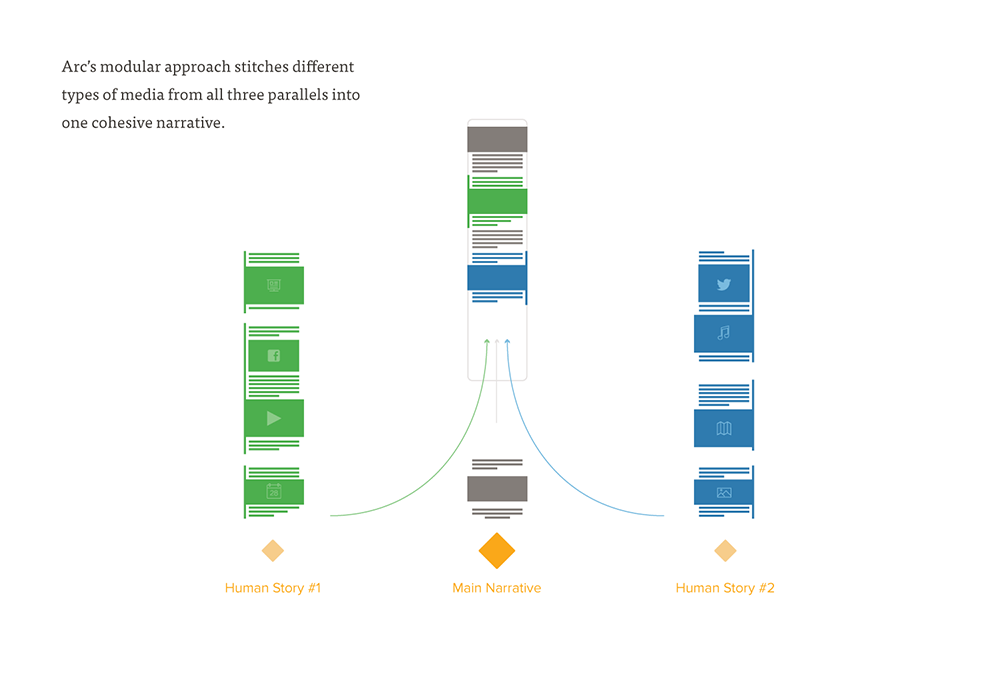 Arc's modular approach stitches different
types of media from all three parallels into
one cohesive narrative.
28
Human Story #1
Main Narrative
Human Story #2